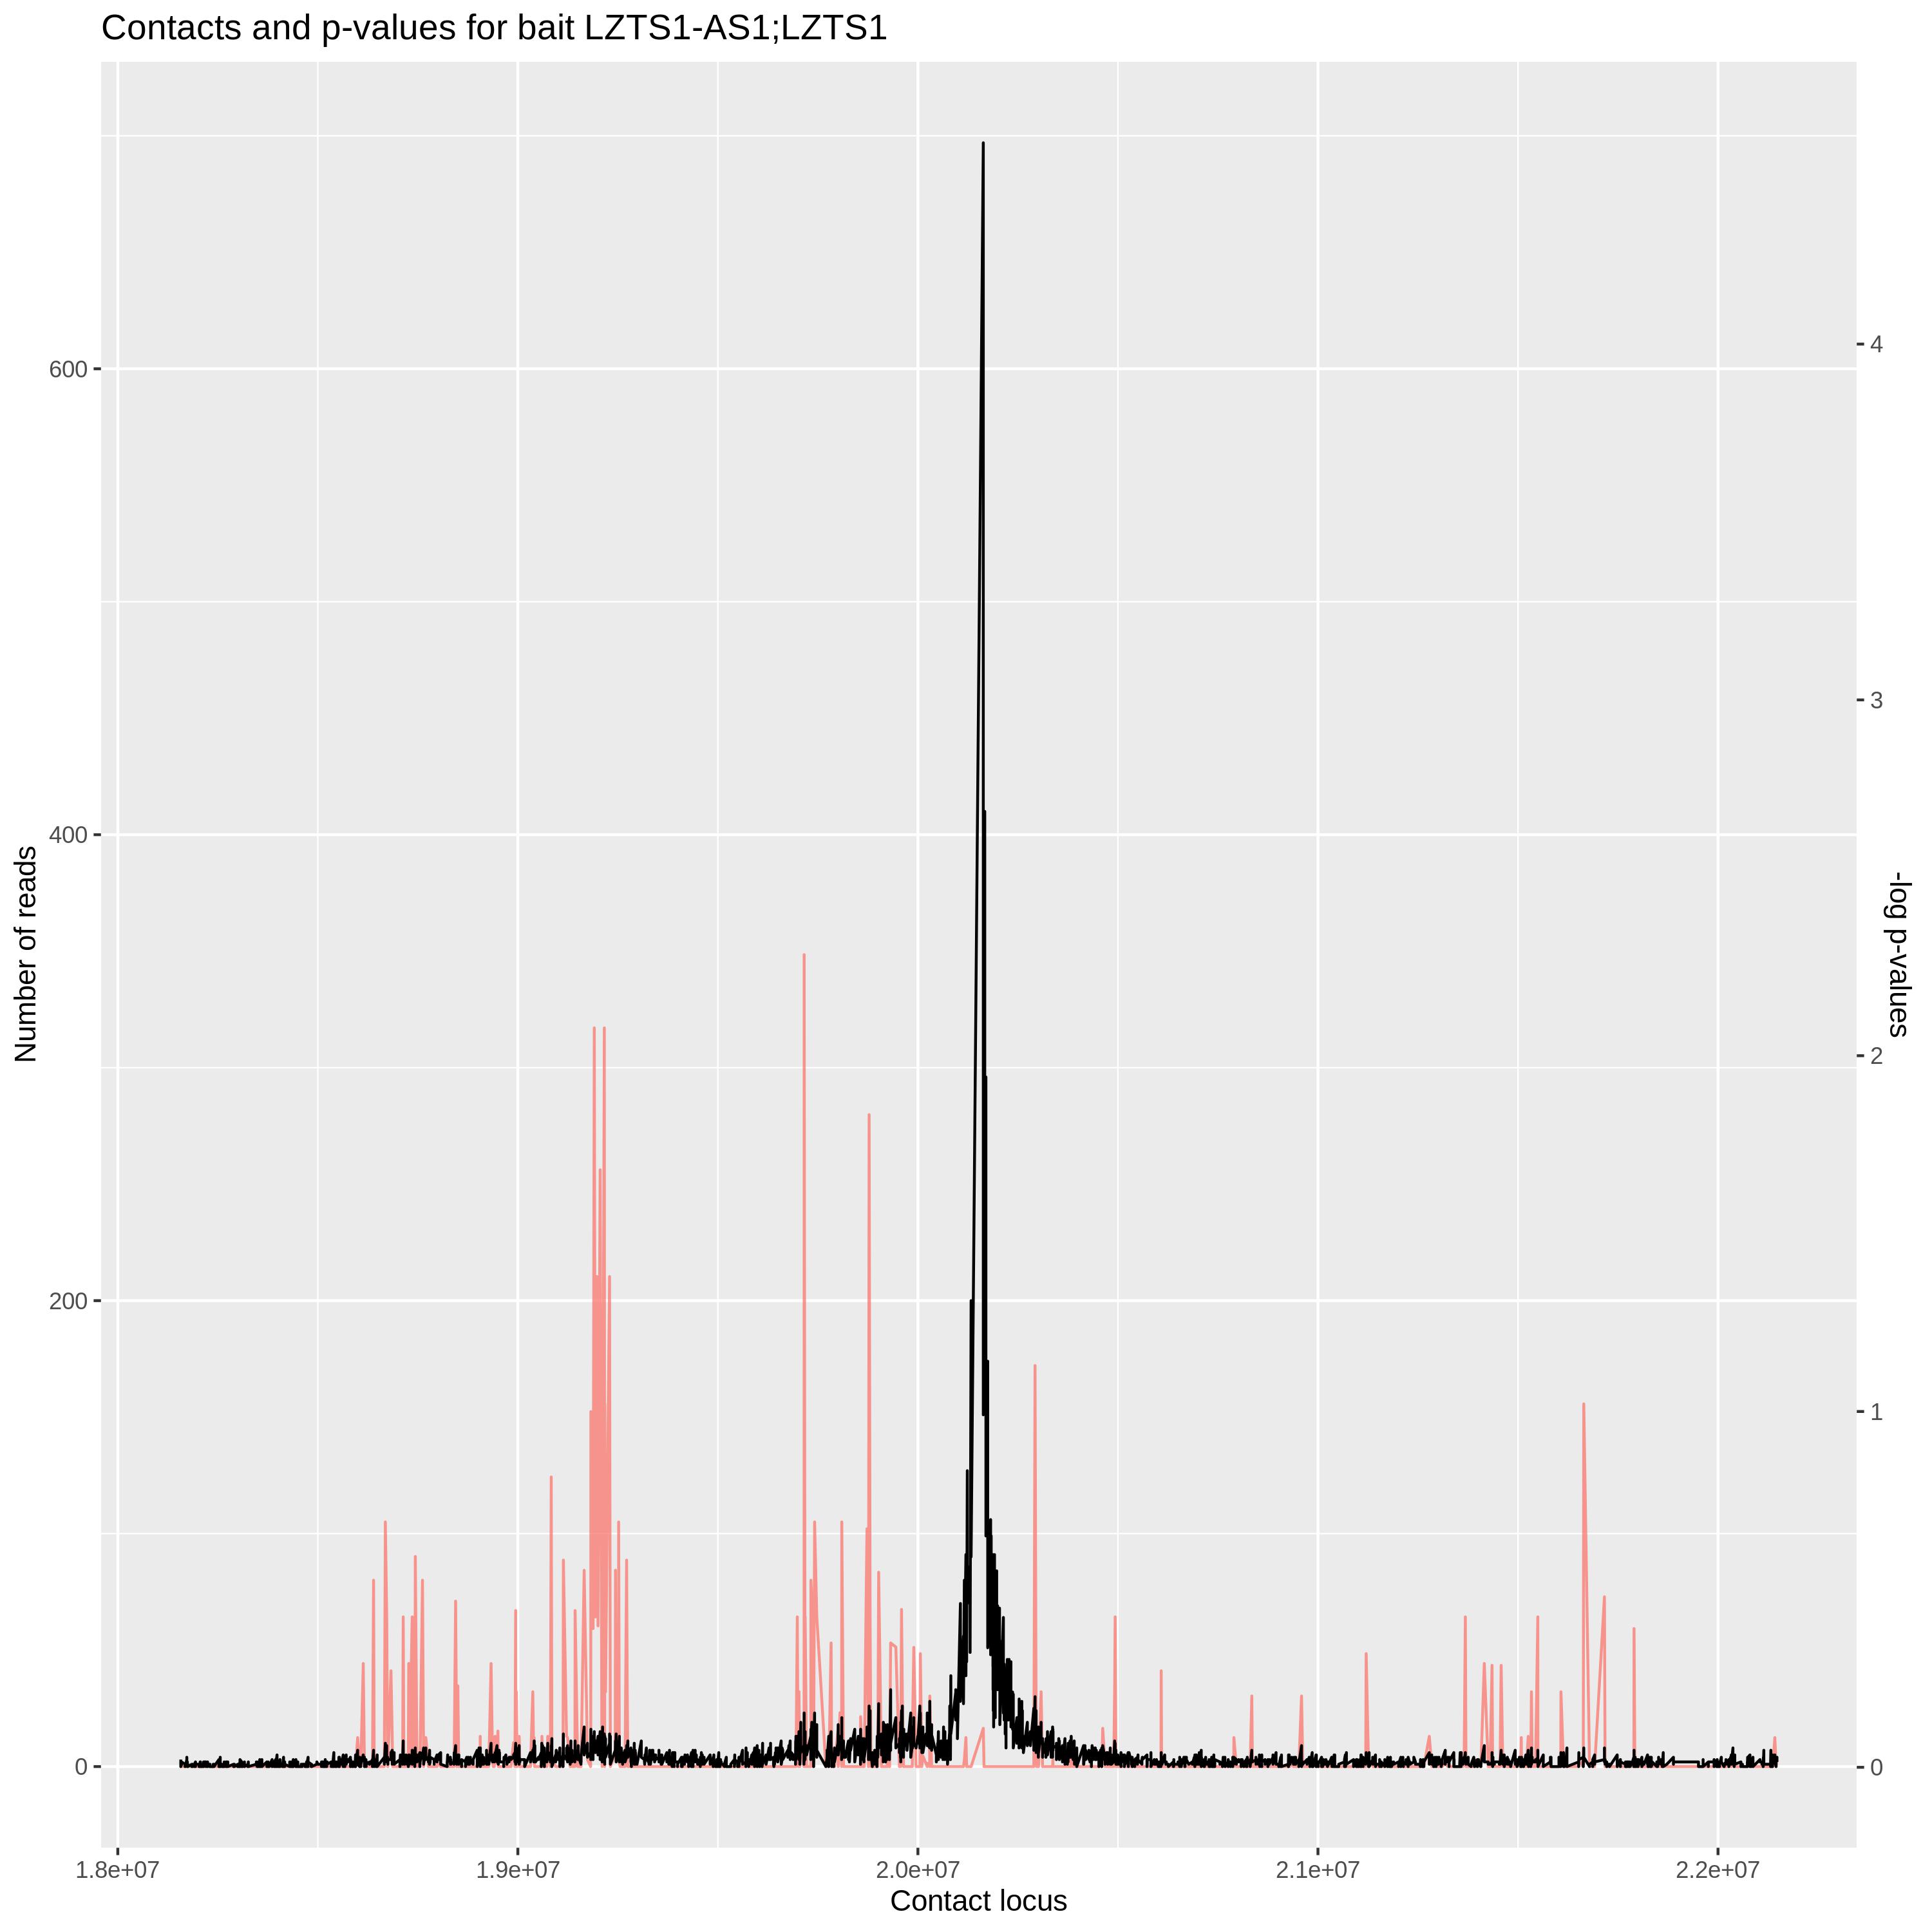 Contacts and p-values for bait LZTS1-AS1;LZTS1
600
400
200
0
Number of reads
4
3
2
1
0
-log p-values
1.8e+07
1.9e+07
2.0e+07
2.1e+07
2.2e+07
Contact locus